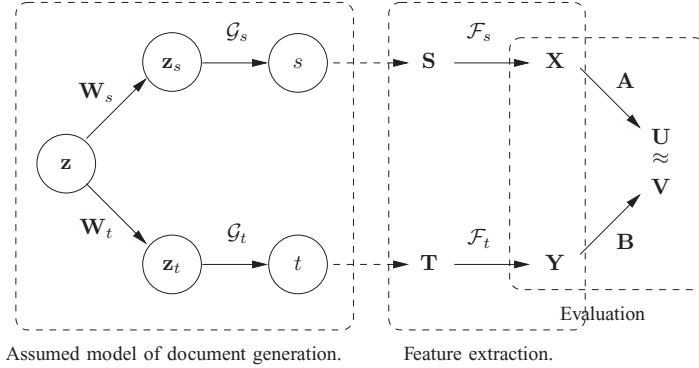 𝒢ₛ ℱₛ
zₛ s S X
Wₛ A
U
z ≈
V
Wₜ B
𝒢ₜ ℱₜ
zₜ t T Y
Evaluation
Assumed model of document generation. Feature extraction.